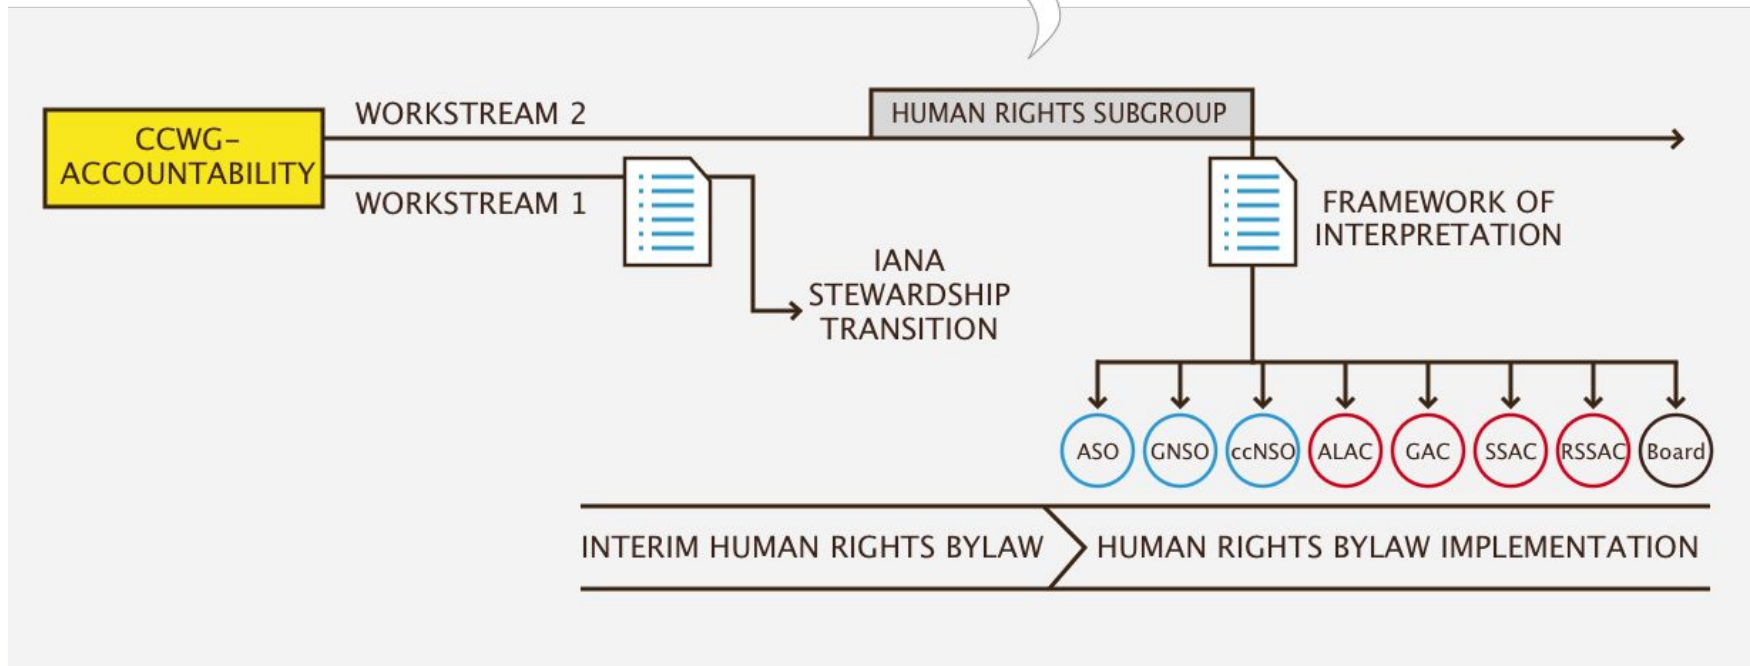 CCWG-
ACCOUNTABILITY
WORKSTREAM 2
WORKSTREAM 1
HUMAN RIGHTS SUBGROUP
IANA
STEWARDSHIP
TRANSITION
FRAMEWORK OF
INTERPRETATION
ASO
GNSO
ccNSO
ALAC
GAC
SSAC
RSSAC
Board
INTERIM HUMAN RIGHTS BYLAW
HUMAN RIGHTS BYLAW IMPLEMENTATION